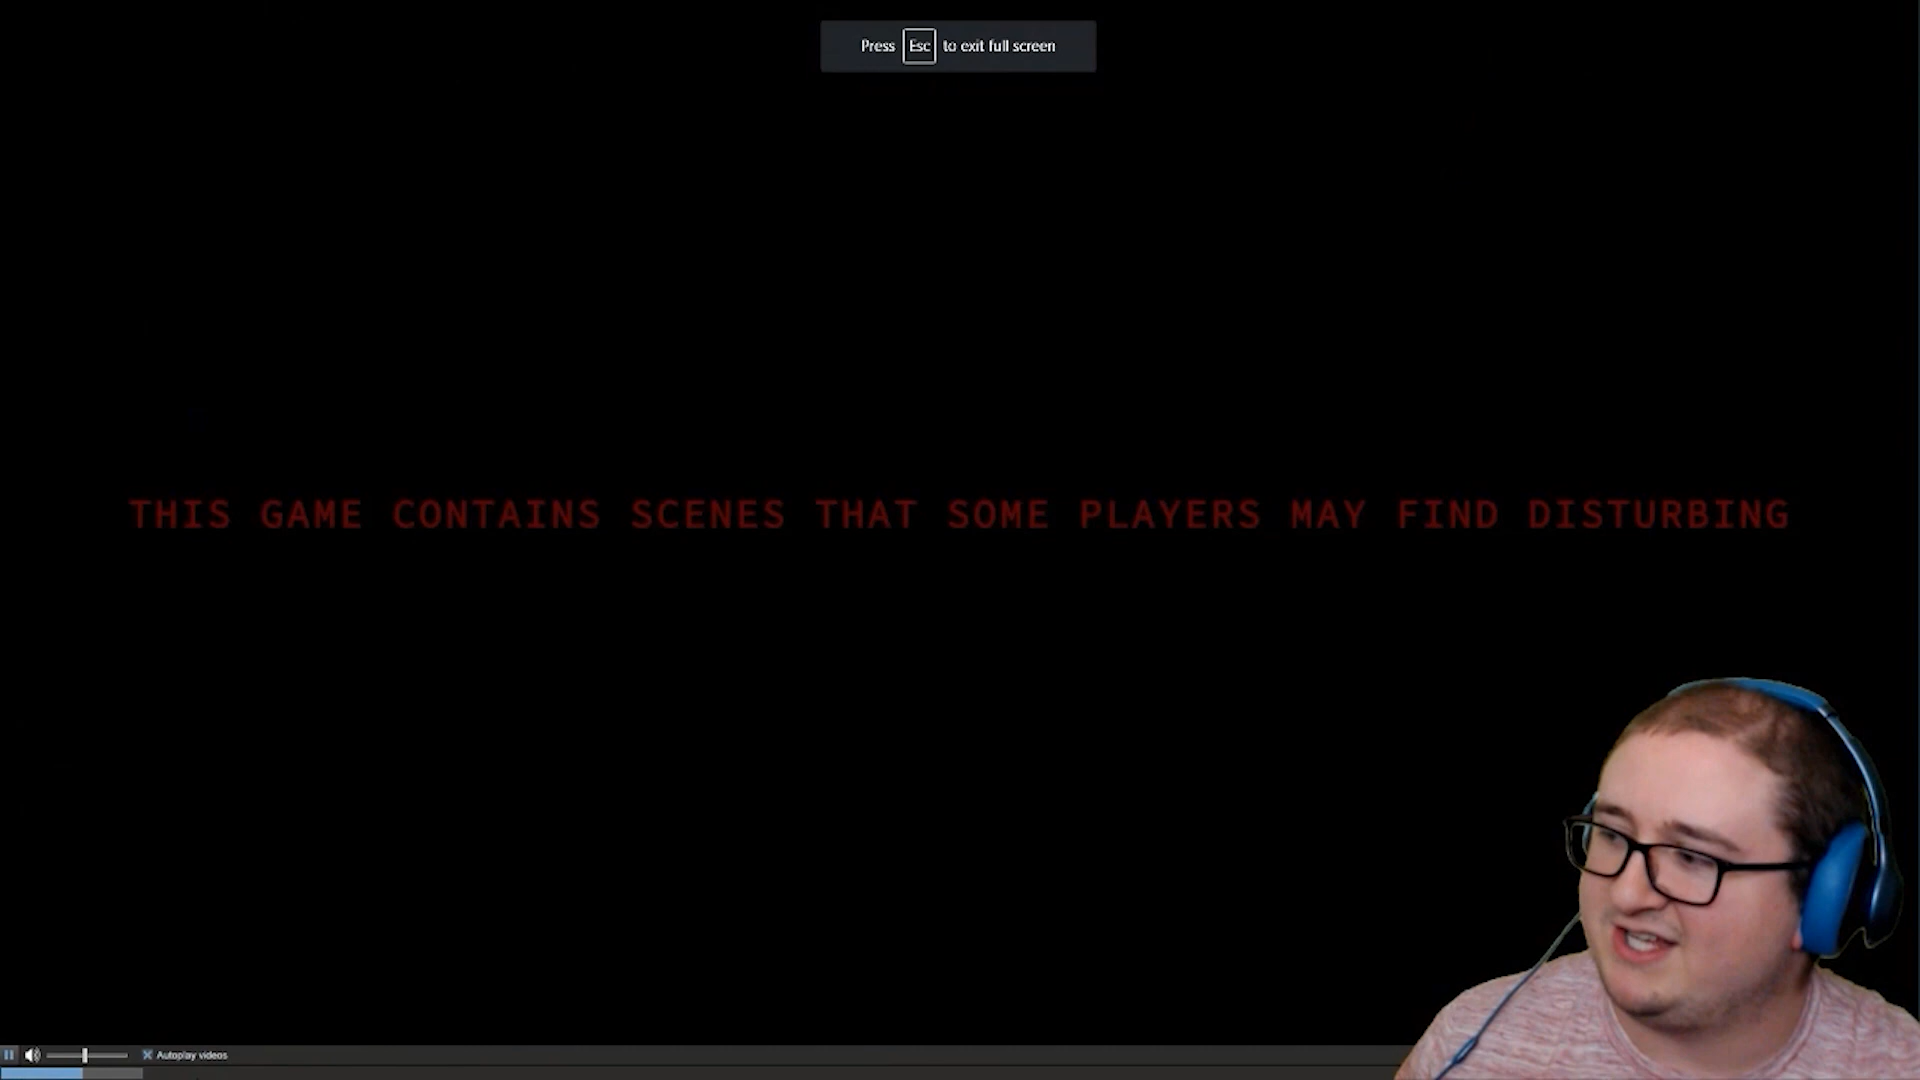 Press Esc to exit full screen
THIS GAME CONTAINS SCENES THAT SOME PLAYERS MAY FIND DISTURBING
Autoplay videos